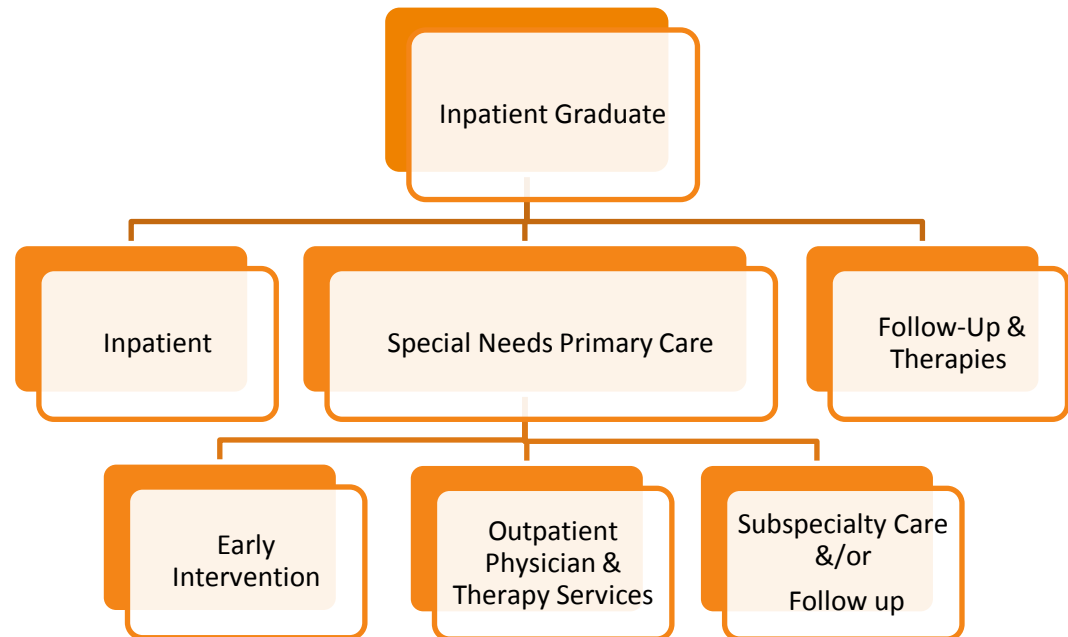 Inpatient Graduate
Inpatient
Special Needs Primary Care
Follow-Up &
Therapies
Early
Intervention
Outpatient
Physician &
Therapy Services
Subspecialty Care
&/or
Follow up